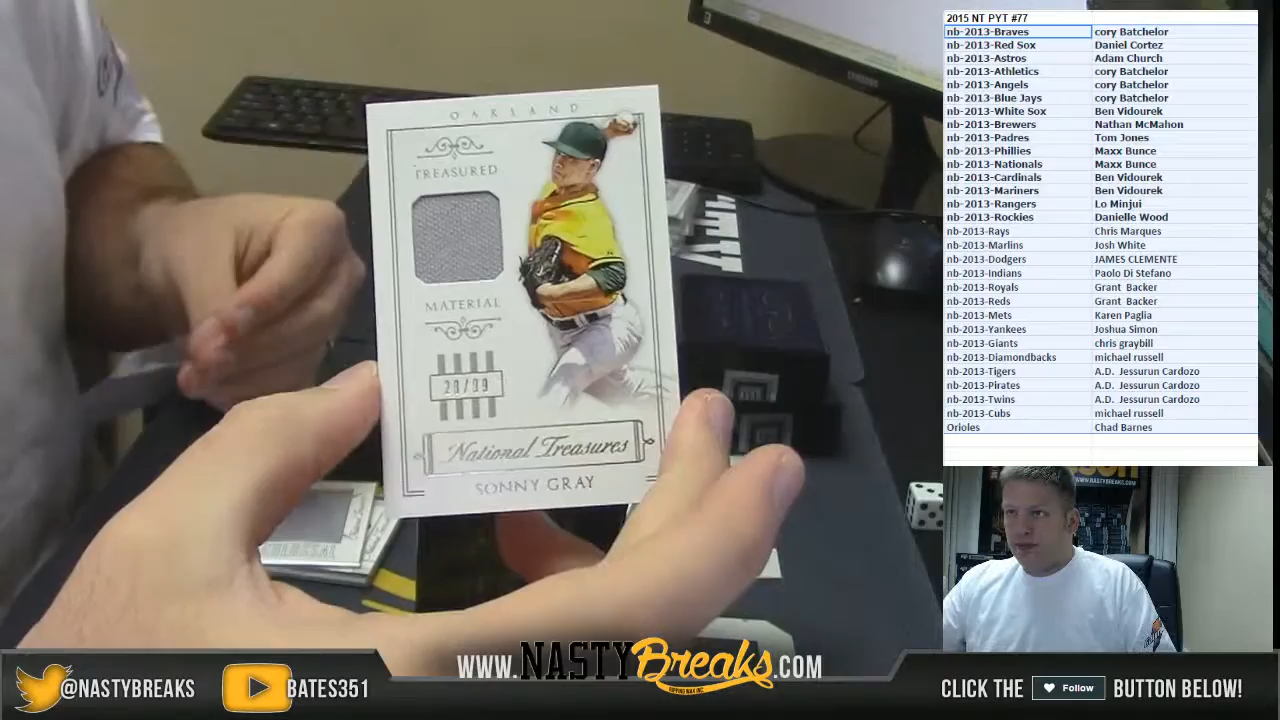 OAKLAND
TREASURED
MATERIAL
National Treasures
SONNY GRAY
COLOSSAL
SAMSUNG
2015 NT PYT #77
nb-2013-Braves cory Batchelor
nb-2013-Red Sox Daniel Cortez
nb-2013-Astros Adam Church
nb-2013-Athletics cory Batchelor
nb-2013-Angels cory Batchelor
nb-2013-Blue Jays cory Batchelor
nb-2013-White Sox Ben Vidourek
nb-2013-Brewers Nathan McMahon
nb-2013-Padres Tom Jones
nb-2013-Phillies Maxx Bunce
nb-2013-Nationals Maxx Bunce
nb-2013-Cardinals Ben Vidourek
nb-2013-Mariners Ben Vidourek
nb-2013-Rangers Lo Minjui
nb-2013-Rockies Danielle Wood
nb-2013-Rays Chris Marques
nb-2013-Marlins Josh White
nb-2013-Dodgers JAMES CLEMENTE
nb-2013-Indians Paolo Di Stefano
nb-2013-Royals Grant Backer
nb-2013-Reds Grant Backer
nb-2013-Mets Karen Paglia
nb-2013-Yankees Joshua Simon
nb-2013-Giants chris graybill
nb-2013-Diamondbacks michael russell
nb-2013-Tigers A.D. Jessurun Cardozo
nb-2013-Pirates A.D. Jessurun Cardozo
nb-2013-Twins A.D. Jessurun Cardozo
nb-2013-Cubs michael russell
Orioles Chad Barnes
WWW.NASTYBREAKS.COM
@NASTYBREAKS
BATES351
WWW.NASTYBreaks.COM
RIPPING WAX INC
CLICK THE Follow BUTTON BELOW!